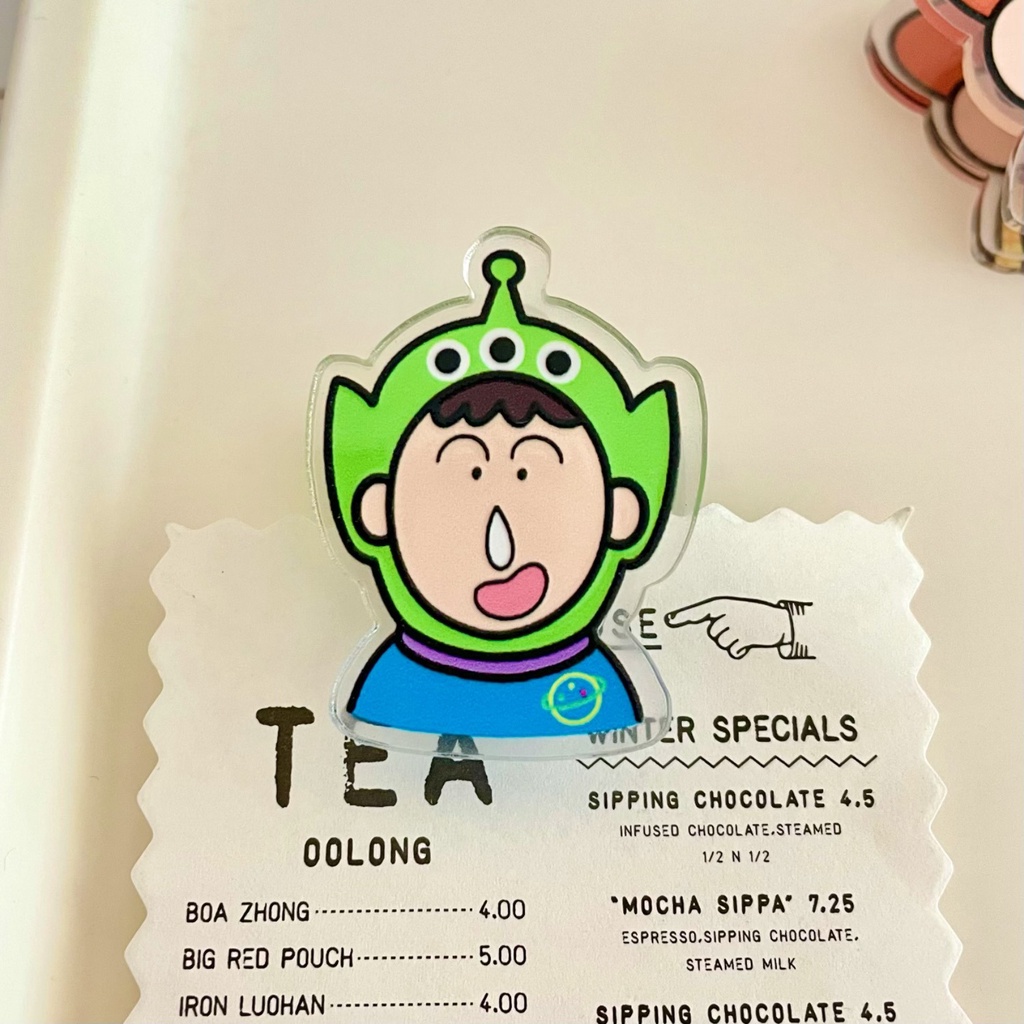 SE
TEA
OOLONG
BOA ZHONG 4.00
BIG RED POUCH 5.00
IRON LUOHAN 4.00
WINTER SPECIALS
SIPPING CHOCOLATE 4.5
INFUSED CHOCOLATE,STEAMED
1/2 N 1/2
"MOCHA SIPPA" 7.25
ESPRESSO,SIPPING CHOCOLATE,
STEAMED MILK
SIPPING CHOCOLATE 4.5